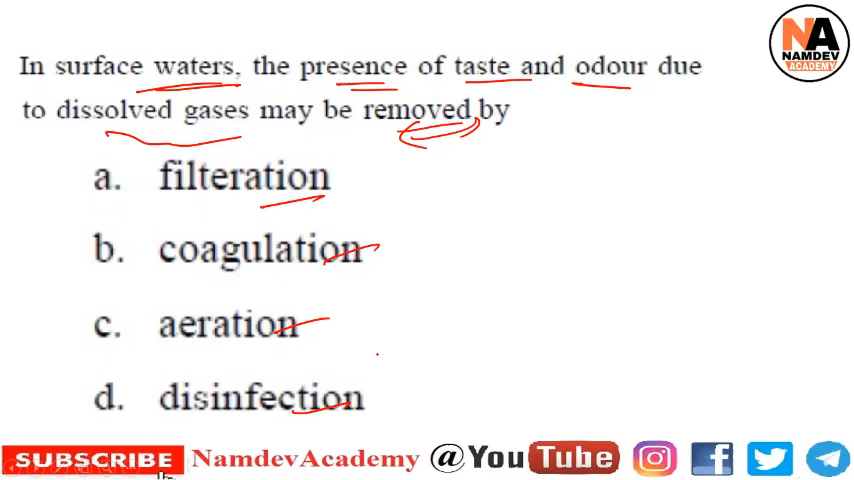 NA
NAMDEV
ACADEMY
In surface waters, the presence of taste and odour due
to dissolved gases may be removed by
a. filteration
b. coagulation
c. aeration
d. disinfection
SUBSCRIBE NamdevAcademy @YouTube